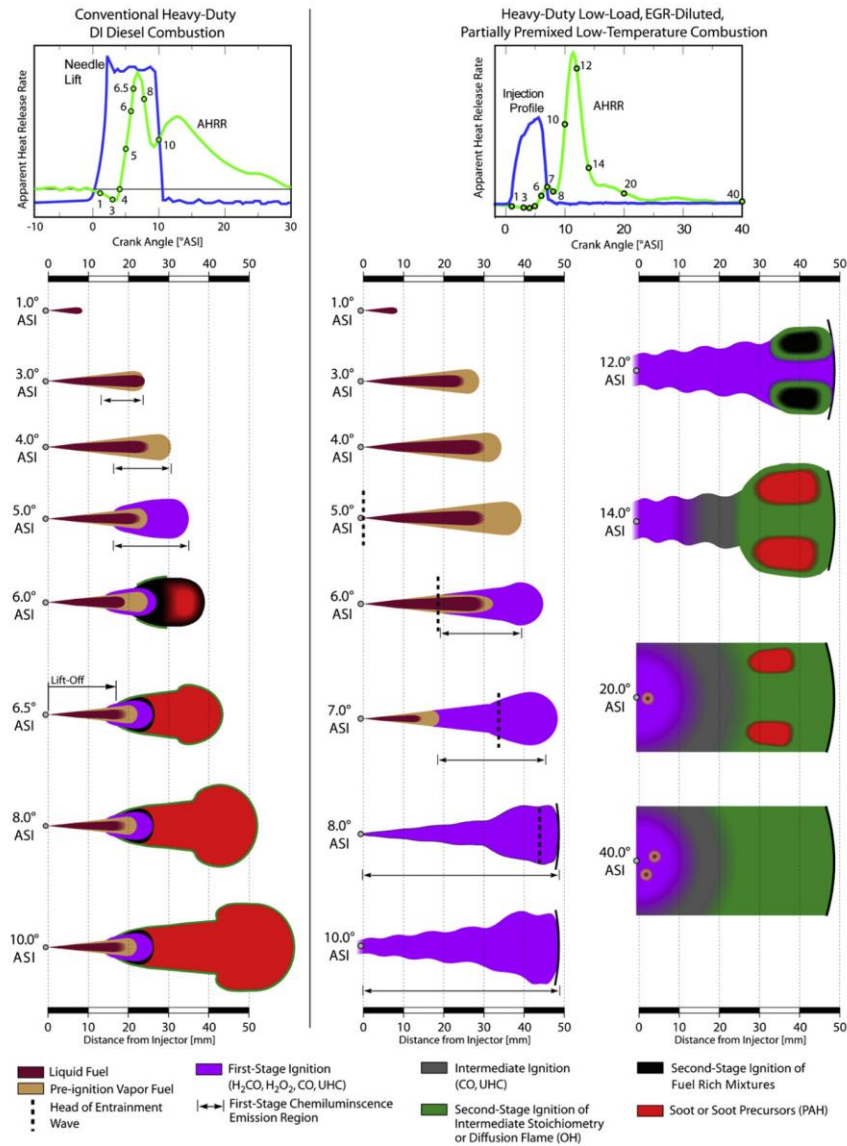 Conventional Heavy-Duty
DI Diesel Combustion
Apparent Heat Release Rate
Needle
Lift
6.5
8
6
AHRR
10
5
1
3
4
-10 0 10 20 30
Crank Angle [°ASI]
Heavy-Duty Low-Load, EGR-Diluted,
Partially Premixed Low-Temperature Combustion
Apparent Heat Release Rate
Injection
Profile
12
AHRR
10
14
7
6
8
20
1 3
40
0 10 20 30 40
Crank Angle [°ASI]
0 10 20 30 40 50
1.0°
ASI
3.0°
ASI
4.0°
ASI
5.0°
ASI
6.0°
ASI
Lift-Off
6.5°
ASI
8.0°
ASI
10.0°
ASI
0 10 20 30 40 50
Distance from Injector [mm]
0 10 20 30 40 50
1.0°
ASI
3.0°
ASI
4.0°
ASI
5.0°
ASI
6.0°
ASI
7.0°
ASI
8.0°
ASI
10.0°
ASI
0 10 20 30 40 50
Distance from Injector [mm]
0 10 20 30 40 50
12.0°
ASI
14.0°
ASI
20.0°
ASI
40.0°
ASI
0 10 20 30 40 50
Distance from Injector [mm]
Liquid Fuel
Pre-ignition Vapor Fuel
Head of Entrainment
Wave
First-Stage Ignition
(H₂CO, H₂O₂, CO, UHC)
First-Stage Chemiluminscence
Emission Region
Intermediate Ignition
(CO, UHC)
Second-Stage Ignition of
Intermediate Stoichiometry
or Diffusion Flame (OH)
Second-Stage Ignition of
Fuel Rich Mixtures
Soot or Soot Precursors (PAH)